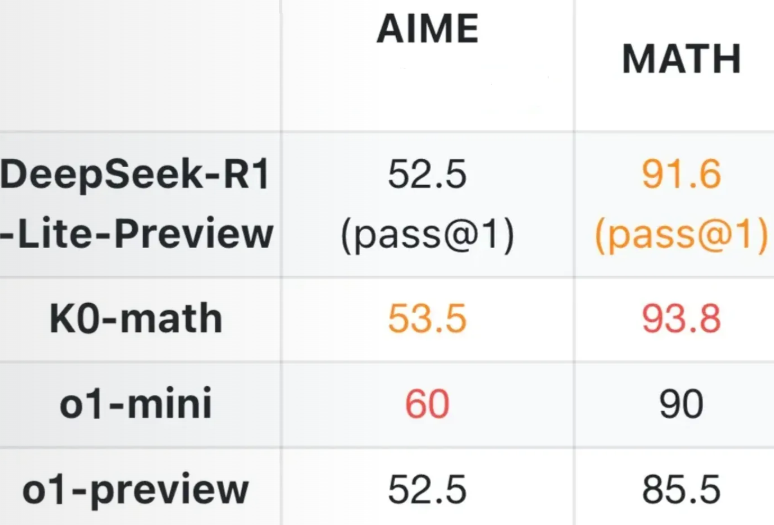 AIME
MATH
DeepSeek-R1
-Lite-Preview
52.5
(pass@1)
91.6
(pass@1)
K0-math
53.5
93.8
o1-mini
60
90
o1-preview
52.5
85.5